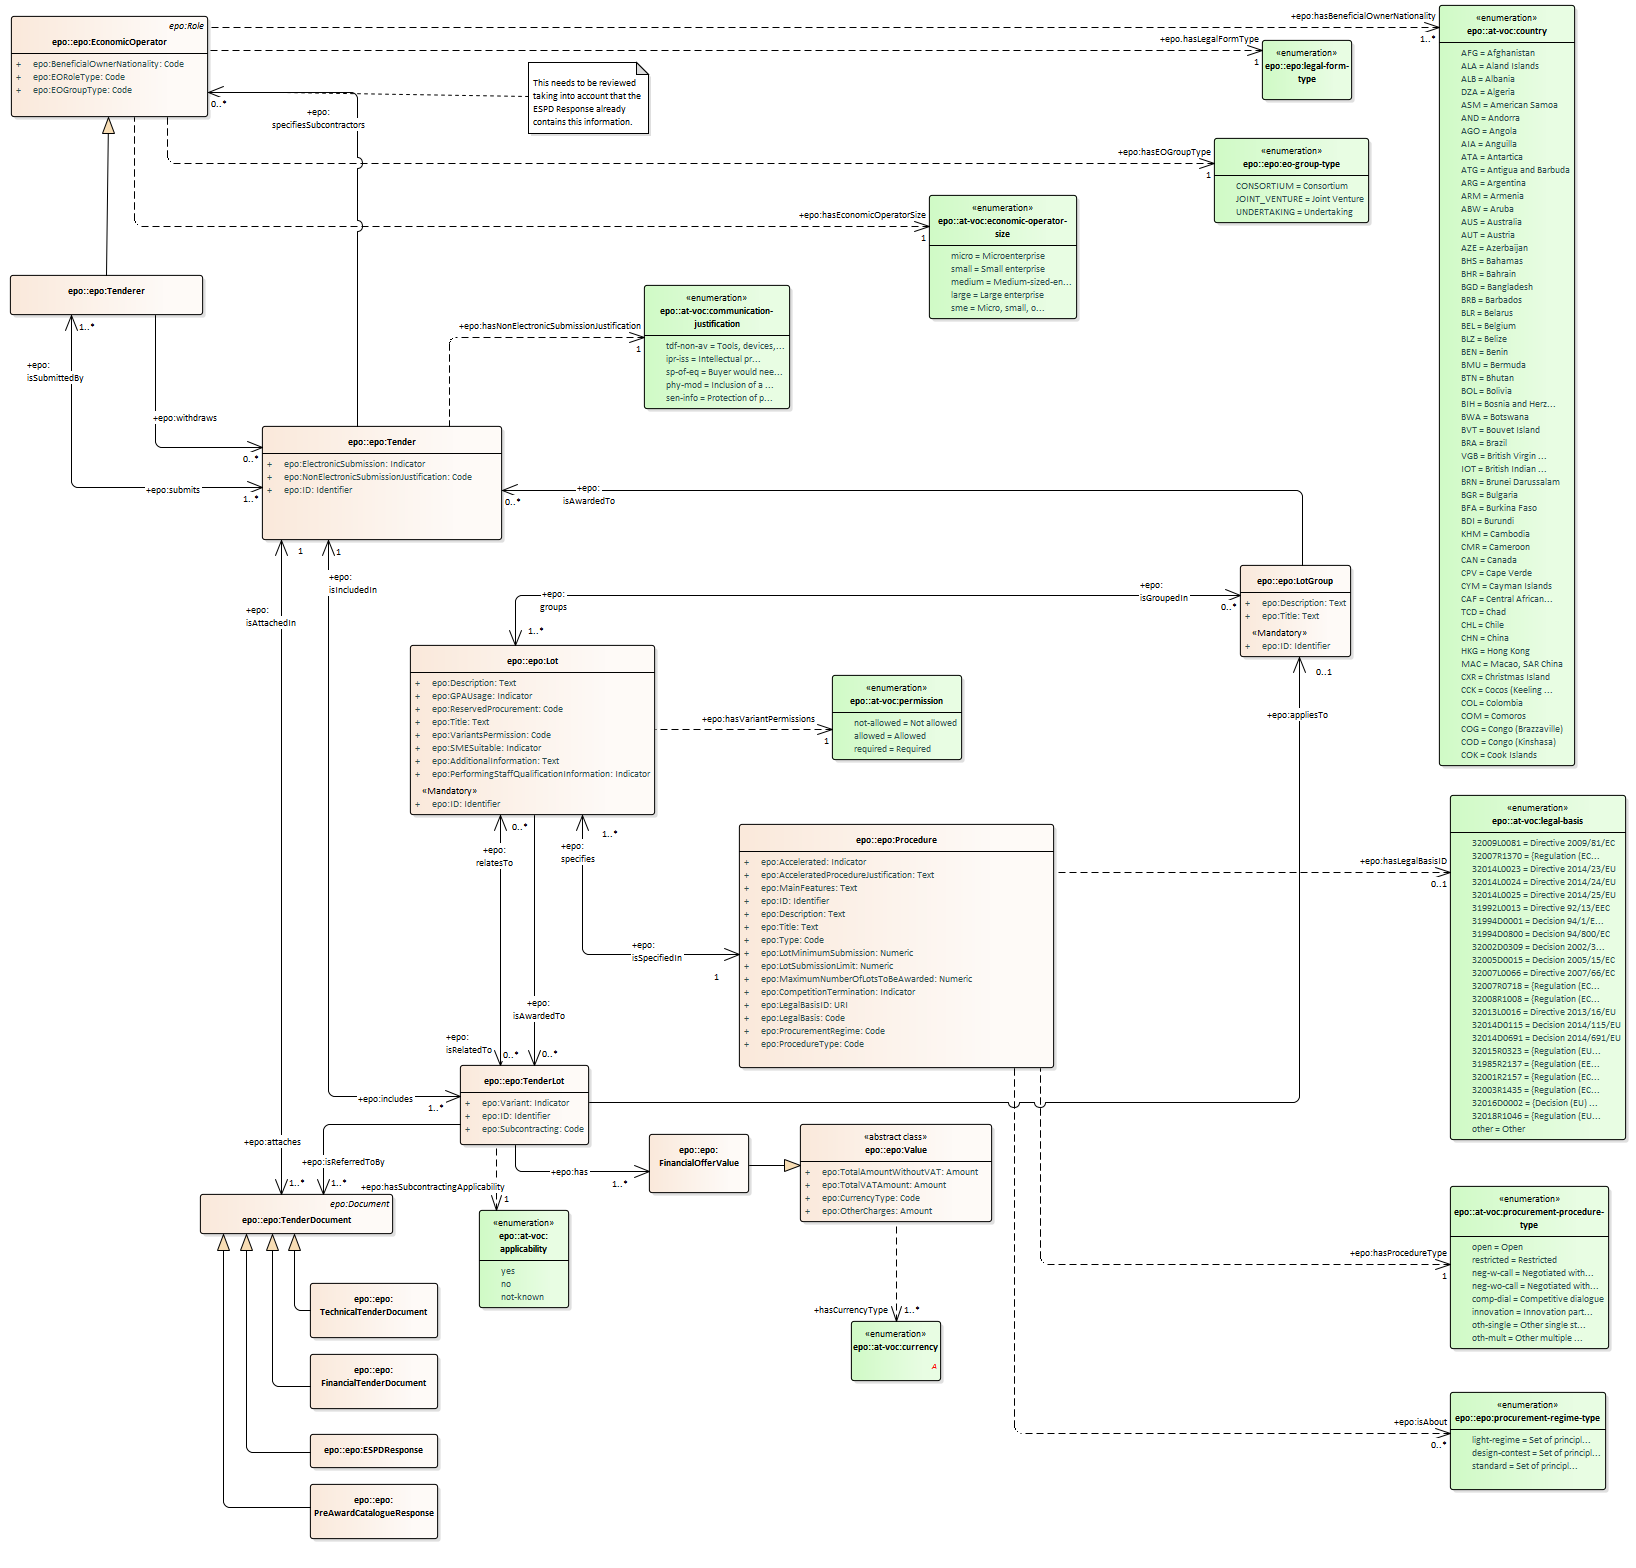 epo:Role
epo::epo:EconomicOperator
+ epo:BeneficialOwnerNationality: Code
+ epo:EORoleType: Code
+ epo:EOGroupType: Code
+epo:hasBeneficialOwnerNationality
1..*
+epo.hasLegalFormType
1
«enumeration»
epo::epo:legal-form-
type
This needs to be reviewed
taking into account that the
ESPD Response already
contains this information.
0..*
+epo:
specifiesSubcontractors
+epo:hasEOGroupType
1
«enumeration»
epo::epo:eo-group-type
CONSORTIUM = Consortium
JOINT_VENTURE = Joint Venture
UNDERTAKING = Undertaking
+epo:hasEconomicOperatorSize
1
«enumeration»
epo::at-voc:economic-operator-
size
micro = Microenterprise
small = Small enterprise
medium = Medium-sized-en...
large = Large enterprise
sme = Micro, small, o...
«enumeration»
epo::at-voc:country
AFG = Afghanistan
ALA = Aland Islands
ALB = Albania
DZA = Algeria
ASM = American Samoa
AND = Andorra
AGO = Angola
AIA = Anguilla
ATA = Antartica
ATG = Antigua and Barbuda
ARG = Argentina
ARM = Armenia
ABW = Aruba
AUS = Australia
AUT = Austria
AZE = Azerbaijan
BHS = Bahamas
BHR = Bahrain
BGD = Bangladesh
BRB = Barbados
BLR = Belarus
BEL = Belgium
BLZ = Belize
BEN = Benin
BMU = Bermuda
BTN = Bhutan
BOL = Bolivia
BIH = Bosnia and Herz...
BWA = Botswana
BVT = Bouvet Island
BRA = Brazil
VGB = British Virgin ...
IOT = British Indian ...
BRN = Brunei Darussalam
BGR = Bulgaria
BFA = Burkina Faso
BDI = Burundi
KHM = Cambodia
CMR = Cameroon
CAN = Canada
CPV = Cape Verde
CYM = Cayman Islands
CAF = Central African...
TCD = Chad
CHL = Chile
CHN = China
HKG = Hong Kong
MAC = Macao, SAR China
CXR = Christmas Island
CCK = Cocos (Keeling ...
COL = Colombia
COM = Comoros
COG = Congo (Brazzaville)
COD = Congo (Kinshasa)
COK = Cook Islands
epo::epo:Tenderer
1..*
+epo:
isSubmittedBy
+epo:withdraws
0..*
+epo:submits
1..*
+epo:hasNonElectronicSubmissionJustification
1
«enumeration»
epo::at-voc:communication-
justification
tdf-non-av = Tools, devices,...
ipr-iss = Intellectual pr...
sp-of-eq = Buyer would nee...
phy-mod = Inclusion of a ...
sen-info = Protection of p...
epo::epo:Tender
+ epo:ElectronicSubmission: Indicator
+ epo:NonElectronicSubmissionJustification: Code
+ epo:ID: Identifier
+epo:
isAwardedTo
0..*
1
1
+epo:
isIncludedIn
+epo:
isAttachedIn
epo::epo:LotGroup
+ epo:Description: Text
+ epo:Title: Text
«Mandatory»
+ epo:ID: Identifier
+epo:
isGroupedIn
0..*
+epo:
groups
1..*
0..1
+epo:appliesTo
epo::epo:Lot
+ epo:Description: Text
+ epo:GPAUsage: Indicator
+ epo:ReservedProcurement: Code
+ epo:Title: Text
+ epo:VariantsPermission: Code
+ epo:SMESuitable: Indicator
+ epo:AdditionalInformation: Text
+ epo:PerformingStaffQualificationInformation: Indicator
«Mandatory»
+ epo:ID: Identifier
+epo:hasVariantPermissions
1
«enumeration»
epo::at-voc:permission
not-allowed = Not allowed
allowed = Allowed
required = Required
0..*
+epo:
relatesTo
1..*
+epo:
specifies
+epo:
isSpecifiedIn
1
epo::epo:Procedure
+ epo:Accelerated: Indicator
+ epo:AcceleratedProcedureJustification: Text
+ epo:MainFeatures: Text
+ epo:ID: Identifier
+ epo:Description: Text
+ epo:Title: Text
+ epo:Type: Code
+ epo:LotMinimumSubmission: Numeric
+ epo:LotSubmissionLimit: Numeric
+ epo:MaximumNumberOfLotsToBeAwarded: Numeric
+ epo:CompetitionTermination: Indicator
+ epo:LegalBasisID: URI
+ epo:LegalBasis: Code
+ epo:ProcurementRegime: Code
+ epo:ProcedureType: Code
+epo:hasLegalBasisID
0..1
«enumeration»
epo::at-voc:legal-basis
32009L0081 = Directive 2009/81/EC
32007R1370 = {Regulation (EC...
32014L0023 = Directive 2014/23/EU
32014L0024 = Directive 2014/24/EU
32014L0025 = Directive 2014/25/EU
31992L0013 = Directive 92/13/EEC
31994D0001 = Decision 94/1/E...
31994D0800 = Decision 94/800/EC
32002D0309 = Decision 2002/3...
32005D0015 = Decision 2005/15/EC
32007L0066 = Directive 2007/66/EC
32007R0718 = {Regulation (EC...
32008R1008 = {Regulation (EC...
32013L0016 = Directive 2013/16/EU
32014D0115 = Decision 2014/115/EU
32014D0691 = Decision 2014/691/EU
32015R0323 = {Regulation (EU...
31985R2137 = {Regulation (EE...
32001R2157 = {Regulation (EC...
32003R1435 = {Regulation (EC...
32016D0002 = {Decision (EU) ...
32018R1046 = {Regulation (EU...
other = Other
+epo:
isAwardedTo
0..*
+epo:
isRelatedTo
0..*
epo::epo:TenderLot
+ epo:Variant: Indicator
+ epo:ID: Identifier
+ epo:Subcontracting: Code
+epo:includes
1..*
+epo:attaches
1..*
+epo:isReferredToBy
1..*
+epo:hasSubcontractingApplicability
1
+epo:has
1..*
epo::epo:
FinancialOfferValue
«abstract class»
epo::epo:Value
+ epo:TotalAmountWithoutVAT: Amount
+ epo:TotalVATAmount: Amount
+ epo:CurrencyType: Code
+ epo:OtherCharges: Amount
epo:Document
epo::epo:TenderDocument
«enumeration»
epo::at-voc:
applicability
yes
no
not-known
+hasCurrencyType
1..*
«enumeration»
epo::at-voc:currency
A
+epo:hasProcedureType
1
«enumeration»
epo::at-voc:procurement-procedure-
type
open = Open
restricted = Restricted
neg-w-call = Negotiated with...
neg-wo-call = Negotiated with...
comp-dial = Competitive dialogue
innovation = Innovation part...
oth-single = Other single st...
oth-mult = Other multiple ...
epo::epo:
TechnicalTenderDocument
epo::epo:
FinancialTenderDocument
epo::epo:ESPDResponse
epo::epo:
PreAwardCatalogueResponse
+epo:isAbout
0..*
«enumeration»
epo::epo:procurement-regime-type
light-regime = Set of principl...
design-contest = Set of principl...
standard = Set of principl...